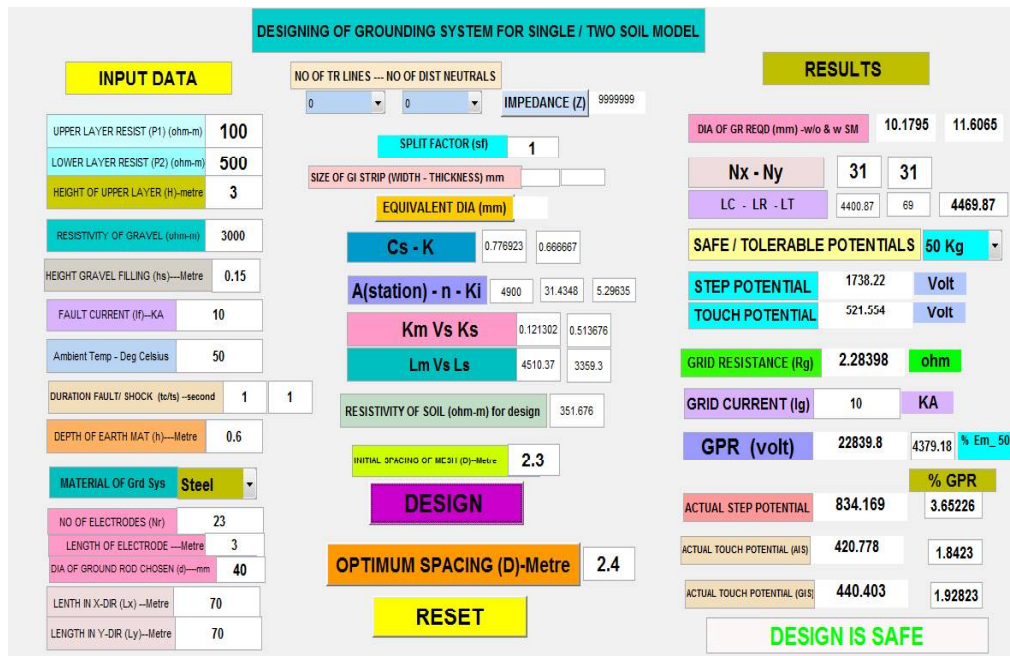 DESIGNING OF GROUNDING SYSTEM FOR SINGLE / TWO SOIL MODEL
INPUT DATA
UPPER LAYER RESIST (P1) (ohm-m) 100
LOWER LAYER RESIST (P2) (ohm-m) 500
HEIGHT OF UPPER LAYER (H)-metre 3
RESISTIVITY OF GRAVEL (ohm-m) 3000
HEIGHT GRAVEL FILLING (hs)---Metre 0.15
FAULT CURRENT (If)--KA 10
Ambient Temp - Deg Celsius 50
DURATION FAULT/ SHOCK (tc/ts) --second 1 1
DEPTH OF EARTH MAT (h)---Metre 0.6
MATERIAL OF Grd Sys Steel
NO OF ELECTRODES (Nr) 23
LENGTH OF ELECTRODE ----Metre 3
DIA OF GROUND ROD CHOSEN (d)----mm 40
LENTH IN X-DIR (Lx) --Metre 70
LENGTH IN Y-DIR (Ly)--Metre 70
NO OF TR LINES --- NO OF DIST NEUTRALS
0 0 IMPEDANCE (Z) 9999999
SPLIT FACTOR (sf) 1
SIZE OF GI STRIP (WIDTH - THICKNESS) mm
EQUIVALENT DIA (mm)
Cs - K 0.776923 0.666667
A(station) - n - Ki 4900 31.4348 5.29635
Km Vs Ks 0.121302 0.513676
Lm Vs Ls 4510.37 3359.3
RESISTIVITY OF SOIL (ohm-m) for design 351.676
INITIAL SPACING OF MESH (D)--Metre 2.3
DESIGN
OPTIMUM SPACING (D)-Metre 2.4
RESET
RESULTS
DIA OF GR REQD (mm) -w/o & w SM 10.1795 11.6065
Nx - Ny 31 31
LC - LR - LT 4400.87 69 4469.87
SAFE / TOLERABLE POTENTIALS 50 Kg
STEP POTENTIAL 1738.22 Volt
TOUCH POTENTIAL 521.554 Volt
GRID RESISTANCE (Rg) 2.28398 ohm
GRID CURRENT (Ig) 10 KA
GPR (volt) 22839.8 4379.18 % Em_ 50
% GPR
ACTUAL STEP POTENTIAL 834.169 3.65226
ACTUAL TOUCH POTENTIAL (AIS) 420.778 1.8423
ACTUAL TOUCH POTENTIAL (GIS) 440.403 1.92823
DESIGN IS SAFE